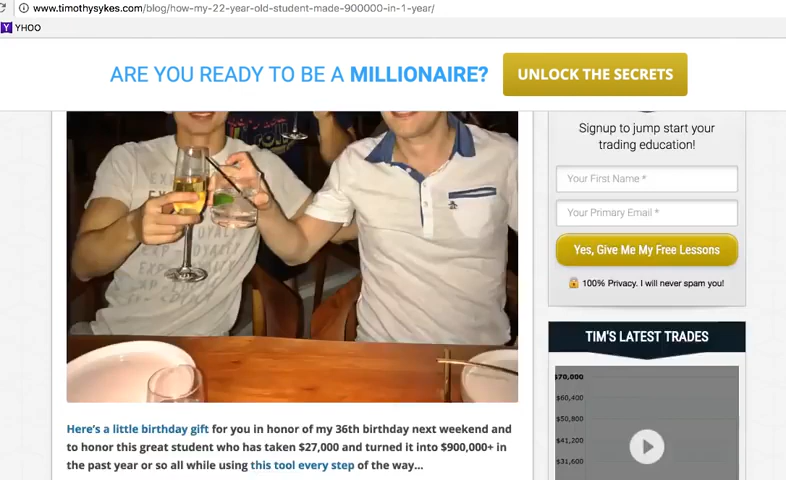 www.timothysykes.com/blog/how-my-22-year-old-student-made-900000-in-1-year/
YHOO
ARE YOU READY TO BE A MILLIONAIRE?
UNLOCK THE SECRETS
Signup to jump start your
trading education!
Your First Name *
Your Primary Email *
Yes, Give Me My Free Lessons
100% Privacy. I will never spam you!
TIM'S LATEST TRADES
$70,000
$60,400
$50,900
$41,200
$31,600
Here's a little birthday gift for you in honor of my 36th birthday next weekend and
to honor this great student who has taken $27,000 and turned it into $900,000+ in
the past year or so all while using this tool every step of the way...